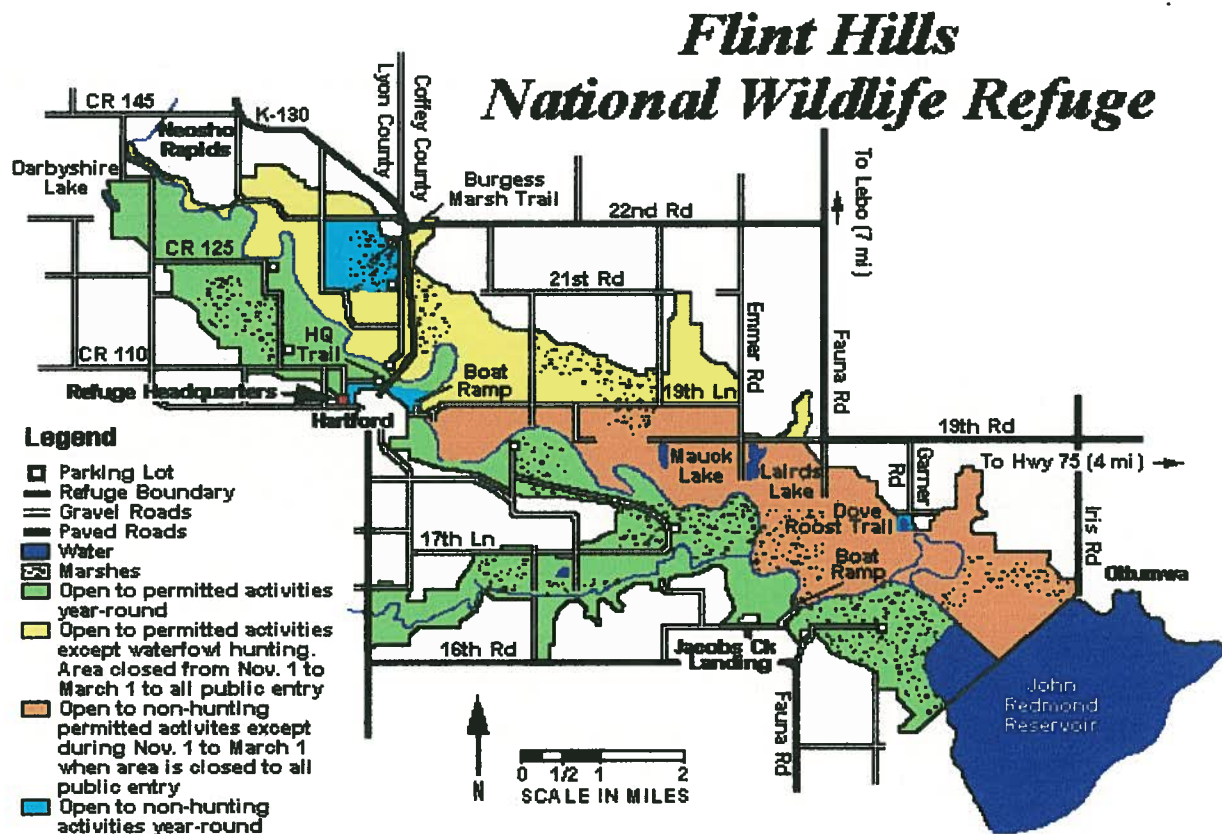 Flint Hills
National Wildlife Refuge
CR 145
K-130
Neosho
Rapids
Lyon County
Coffey County
Darbyshire
Lake
Burgess
Marsh Trail
22nd Rd
To Lebo (7 mi)
CR 125
21st Rd
Emmer Rd
Fauna Rd
HQ
Trail
CR 110
Boat
Ramp
19th Ln
Refuge Headquarters
Hartford
19th Rd
To Hwy 75 (4 mi)
Garner
Rd
Mauck
Lake
Lairds
Lake
Dove
Roost Trail
Iris Rd
17th Ln
Boat
Ramp
Ottumwa
Jacobs Ck
Landing
16th Rd
Fauna Rd
John
Redmond
Reservoir
Legend
Parking Lot
Refuge Boundary
Gravel Roads
Paved Roads
Water
Marshes
Open to permitted activities
year-round
Open to permitted activities
except waterfowl hunting.
Area closed from Nov. 1 to
March 1 to all public entry
Open to non-hunting
permitted activites except
during Nov. 1 to March 1
when area is closed to all
public entry
Open to non-hunting
activities year-round
N
0 1/2 1 2
SCALE IN MILES